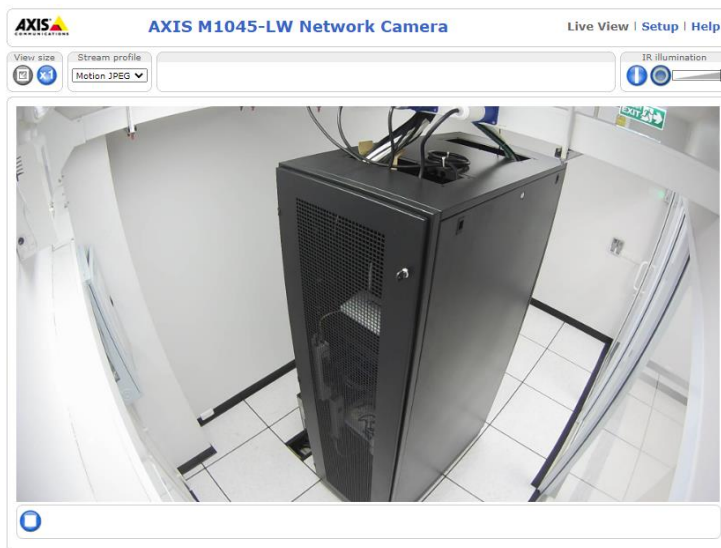 AXIS
COMMUNICATIONS
AXIS M1045-LW Network Camera
Live View | Setup | Help
View size
x1
Stream profile
Motion JPEG
IR illumination
EXIT